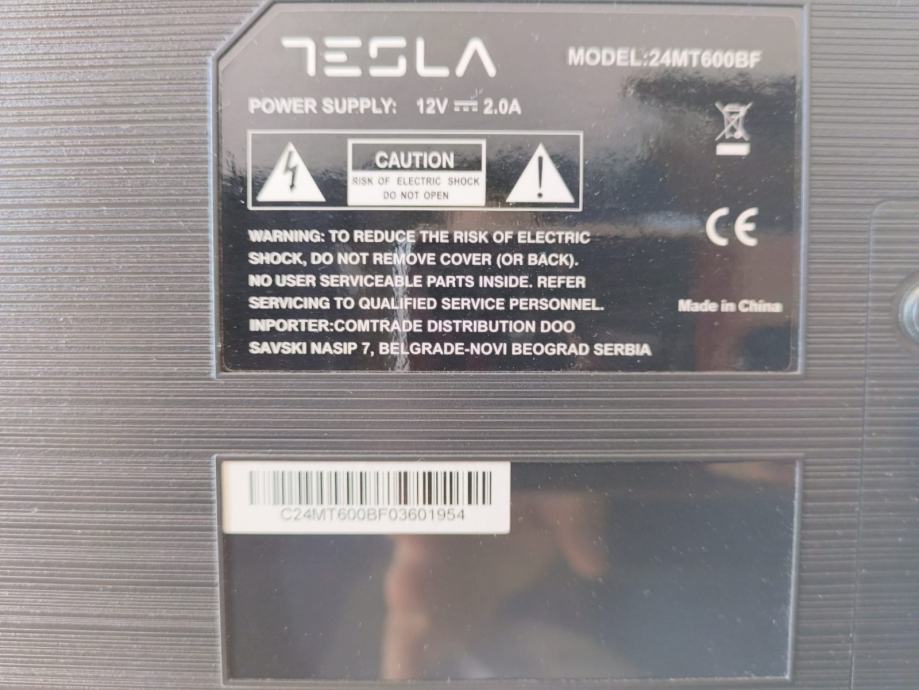 TESLA
MODEL:24MT600BF
POWER SUPPLY: 12V ⎓ 2.0A
CAUTION
RISK OF ELECTRIC SHOCK
DO NOT OPEN
WARNING: TO REDUCE THE RISK OF ELECTRIC
SHOCK, DO NOT REMOVE COVER (OR BACK).
NO USER SERVICEABLE PARTS INSIDE. REFER
SERVICING TO QUALIFIED SERVICE PERSONNEL.
INPORTER:COMTRADE DISTRIBUTION DOO
SAVSKI NASIP 7, BELGRADE-NOVI BEOGRAD SERBIA
CE
Made in China
C24MT600BF03601954